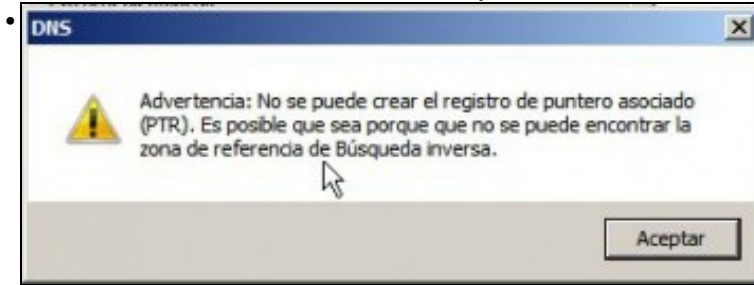 DNS
Advertencia: No se puede crear el registro de puntero asociado
(PTR). Es posible que sea porque que no se puede encontrar la
zona de referencia de Búsqueda inversa.
Aceptar